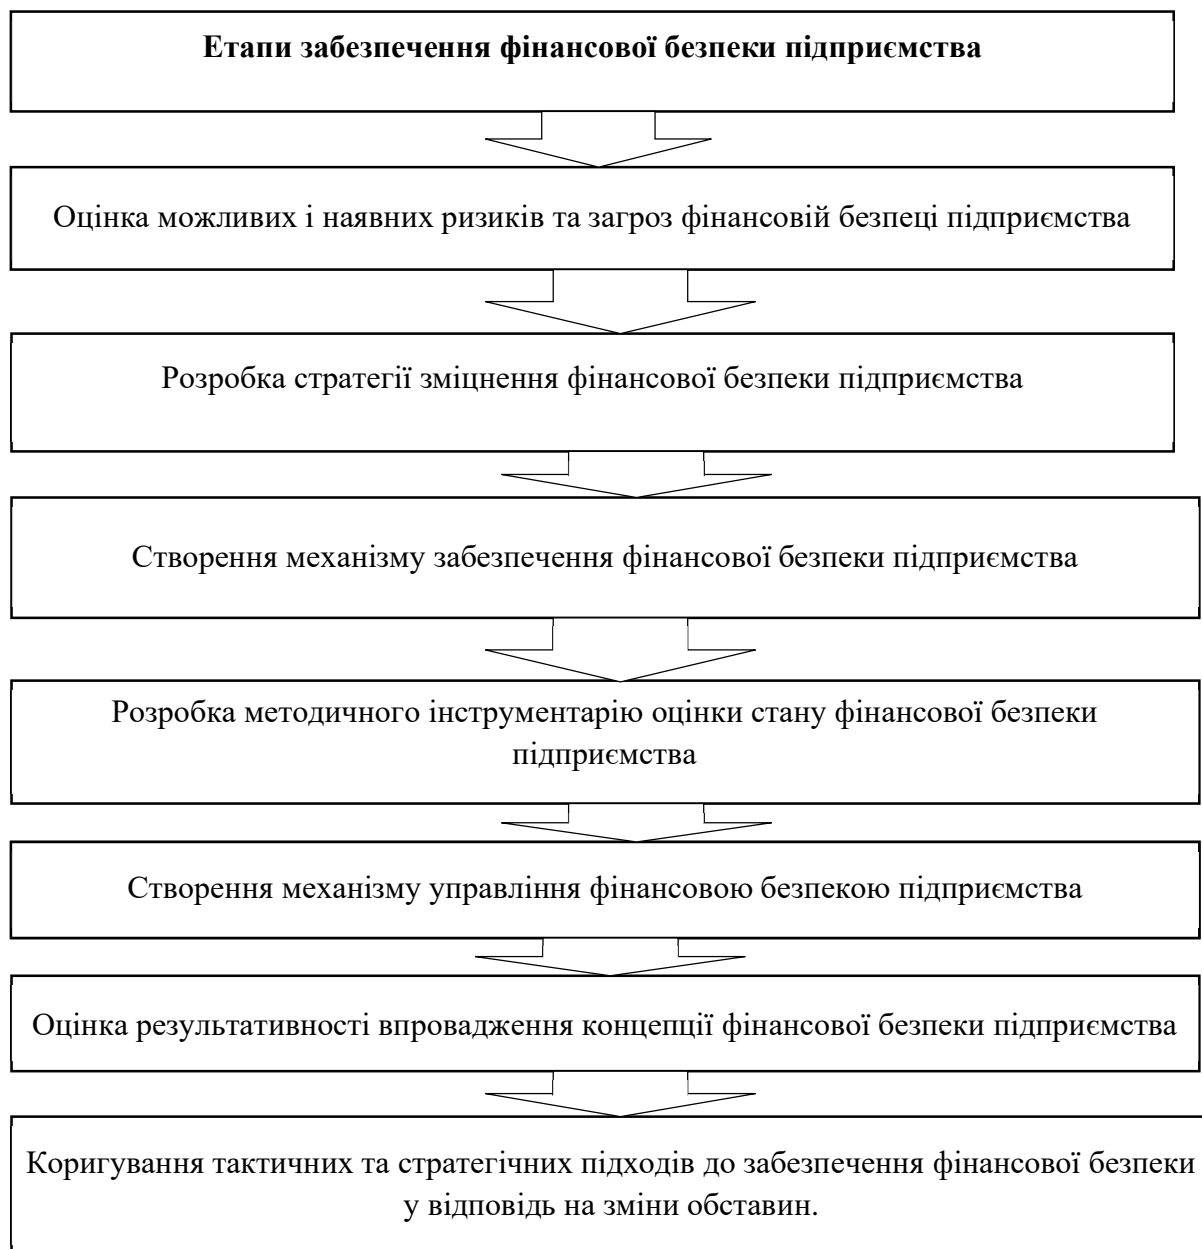 Етапи забезпечення фінансової безпеки підприємства
Оцінка можливих і наявних ризиків та загроз фінансовій безпеці підприємства
Розробка стратегії зміцнення фінансової безпеки підприємства
Створення механізму забезпечення фінансової безпеки підприємства
Розробка методичного інструментарію оцінки стану фінансової безпеки
підприємства
Створення механізму управління фінансовою безпекою підприємства
Оцінка результативності впровадження концепції фінансової безпеки підприємства
Коригування тактичних та стратегічних підходів до забезпечення фінансової безпеки
у відповідь на зміни обставин.